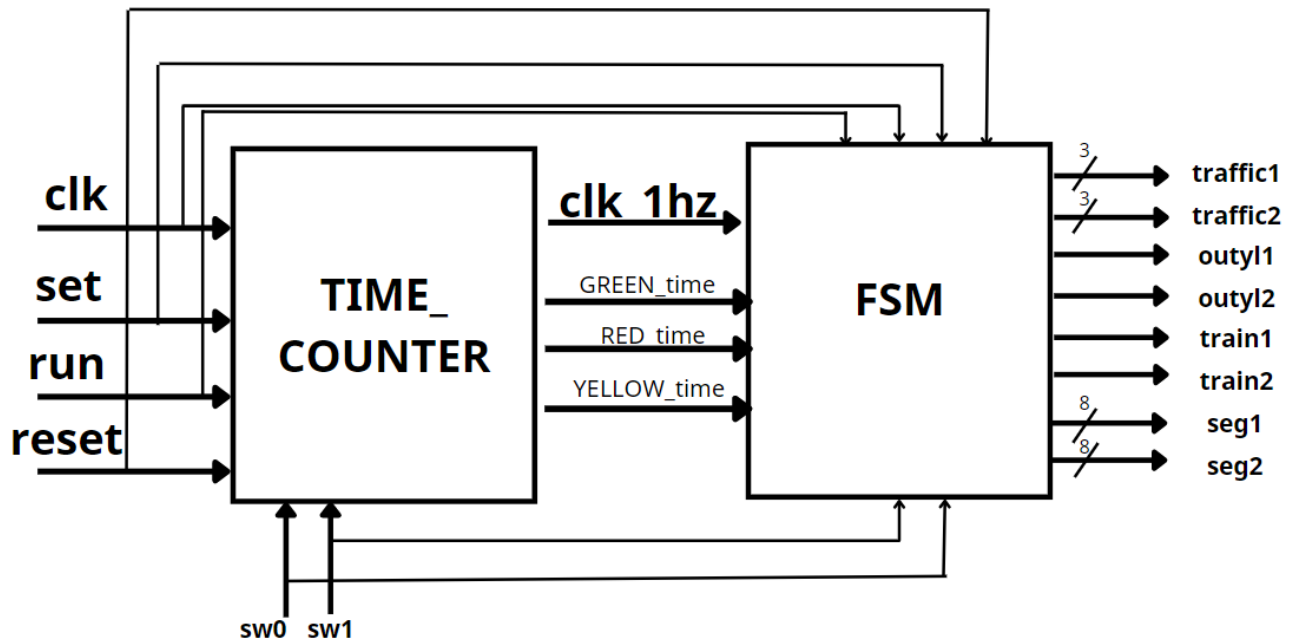 clk
set
run
reset
TIME_
COUNTER
sw0
sw1
clk_1hz
GREEN_time
RED_time
YELLOW_time
FSM
3
traffic1
3
traffic2
outyl1
outyl2
train1
train2
8
seg1
8
seg2